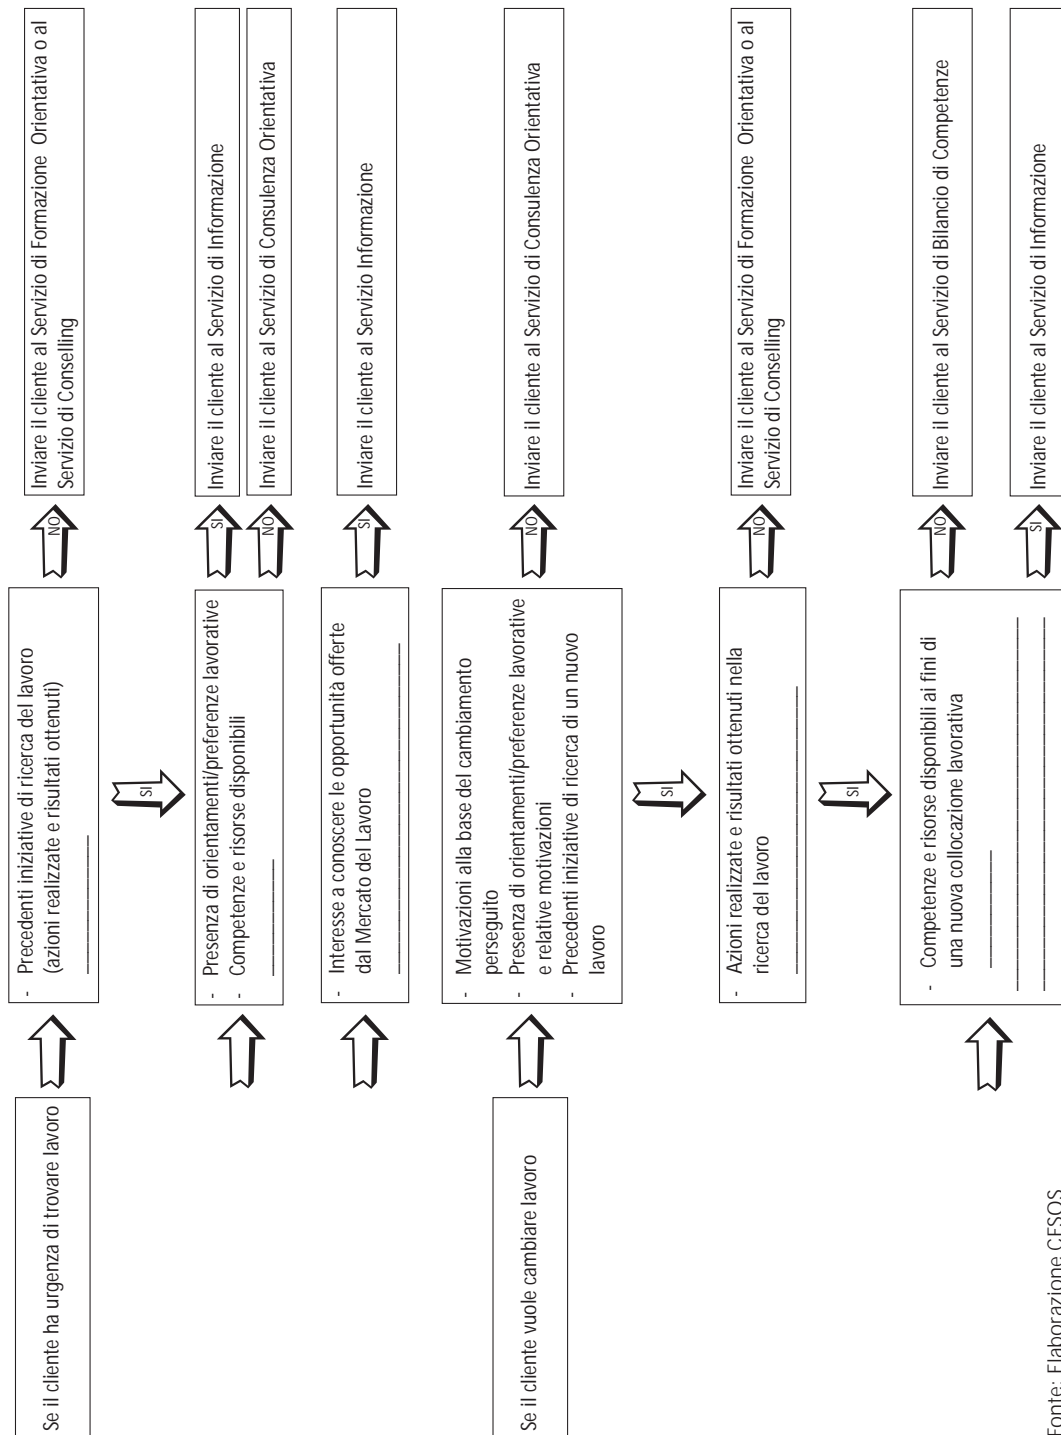 Se il cliente ha urgenza di trovare lavoro
- Precedenti iniziative di ricerca del lavoro
(azioni realizzate e risultati ottenuti)
NO
Inviare il cliente al Servizio di Formazione Orientativa o al
Servizio di Conselling
SI
- Presenza di orientamenti/preferenze lavorative
- Competenze e risorse disponibili
SI
Inviare il cliente al Servizio di Informazione
NO
Inviare il cliente al Servizio di Consulenza Orientativa
- Interesse a conoscere le opportunità offerte
dal Mercato del Lavoro
SI
Inviare il cliente al Servizio Informazione
Se il cliente vuole cambiare lavoro
- Motivazioni alla base del cambiamento
perseguito
- Presenza di orientamenti/preferenze lavorative
e relative motivazioni
- Precedenti iniziative di ricerca di un nuovo
lavoro
NO
Inviare il cliente al Servizio di Consulenza Orientativa
SI
- Azioni realizzate e risultati ottenuti nella
ricerca del lavoro
NO
Inviare il cliente al Servizio di Formazione Orientativa o al
Servizio di Conselling
SI
- Competenze e risorse disponibili ai fini di
una nuova collocazione lavorativa
NO
Inviare il cliente al Servizio di Bilancio di Competenze
SI
Inviare il cliente al Servizio di Informazione
Fonte: Elaborazione CESOS